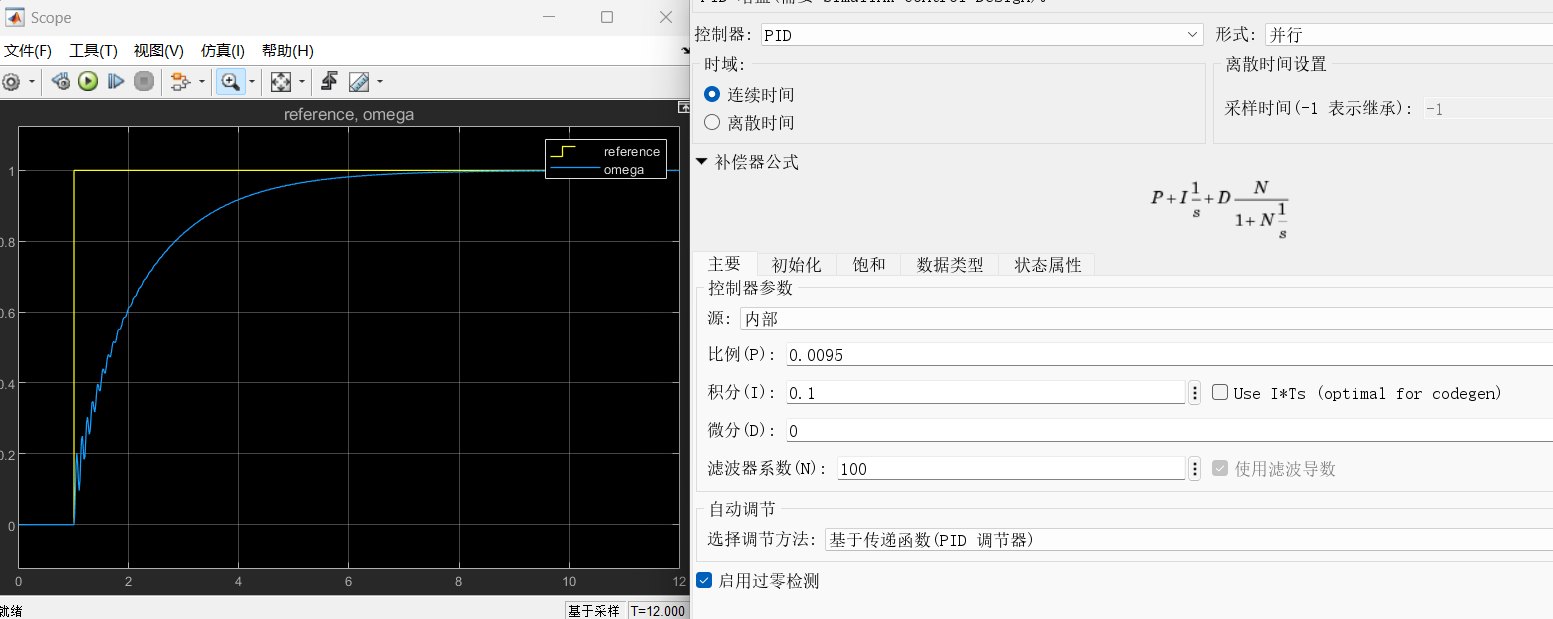 Scope
文件(F) 工具(T) 视图(V) 仿真(I) 帮助(H)
reference, omega
reference
omega
1
0.8
0.6
0.4
0.2
0
0 2 4 6 8 10 12
就绪
基于采样 T=12.000
控制器: PID
形式: 并行
时域:
连续时间
离散时间
离散时间设置
采样时间(-1 表示继承): -1
补偿器公式
P+I 1/s +D N/(1+N 1/s)
主要 初始化 饱和 数据类型 状态属性
控制器参数
源: 内部
比例(P): 0.0095
积分(I): 0.1 Use I*Ts (optimal for codegen)
微分(D): 0
滤波器系数(N): 100 使用滤波导数
自动调节
选择调节方法: 基于传递函数(PID 调节器)
启用过零检测